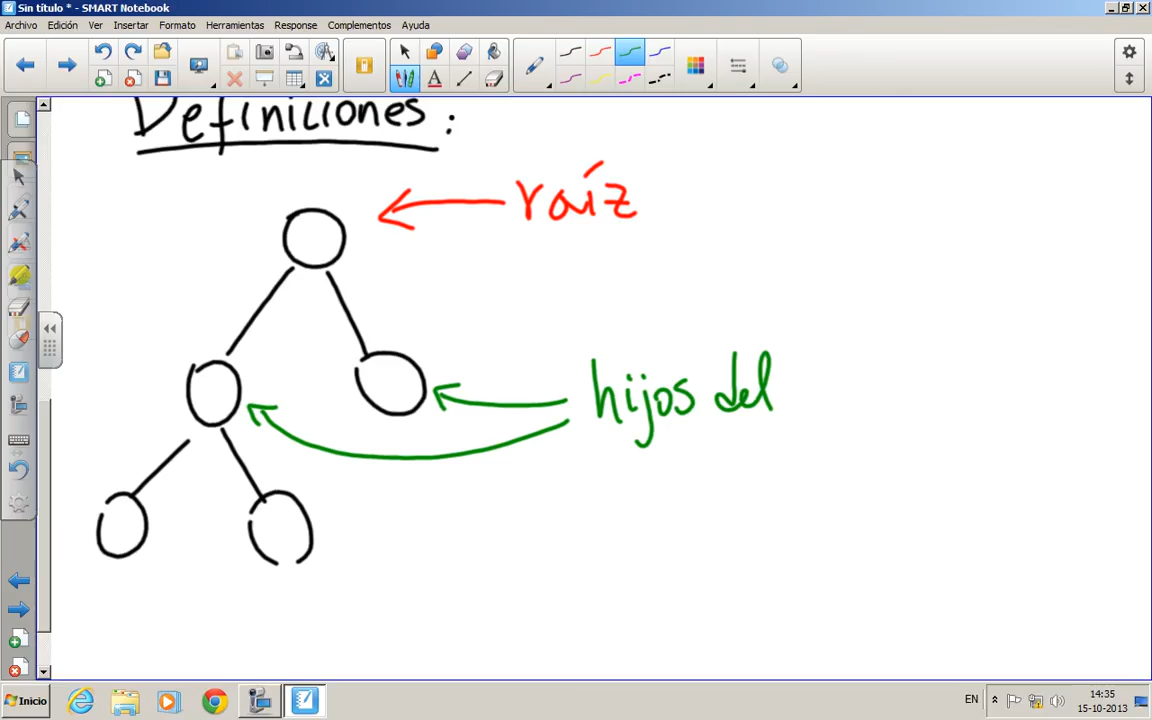 Sin título * - SMART Notebook
Archivo Edición Ver Insertar Formato Herramientas Response Complementos Ayuda
Definiciones:
raíz
hijos del
Inicio
EN
14:35
15-10-2013